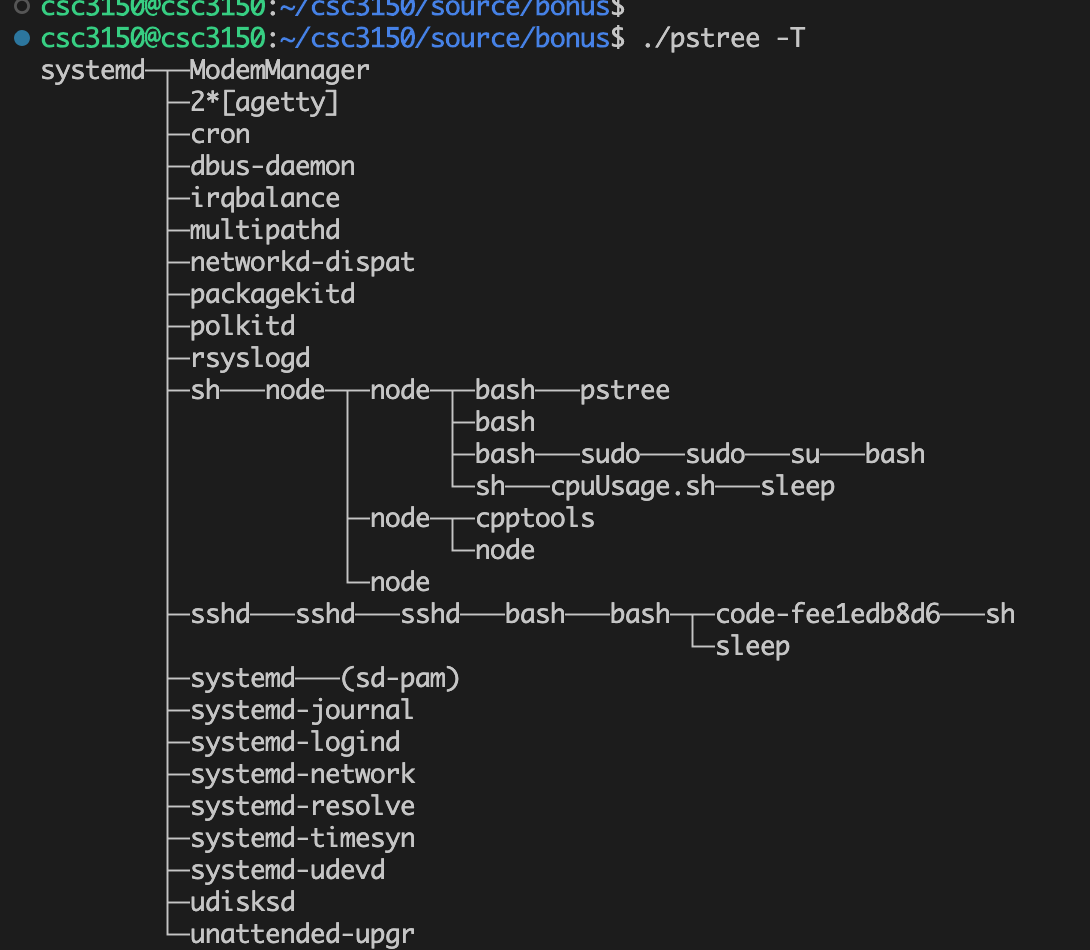 csc3150@csc3150:~/csc3150/source/bonus$
csc3150@csc3150:~/csc3150/source/bonus$ ./pstree -T
systemd─┬─ModemManager
        ├─2*[agetty]
        ├─cron
        ├─dbus-daemon
        ├─irqbalance
        ├─multipathd
        ├─networkd-dispat
        ├─packagekitd
        ├─polkitd
        ├─rsyslogd
        ├─sh───node─┬─node─┬─bash───pstree
        │           │      ├─bash
        │           │      ├─bash───sudo───sudo───su───bash
        │           │      └─sh───cpuUsage.sh───sleep
        │           ├─node─┬─cpptools
        │           │      └─node
        │           └─node
        ├─sshd───sshd───sshd───bash───bash─┬─code-fee1edb8d6───sh
        │                                  └─sleep
        ├─systemd───(sd-pam)
        ├─systemd-journal
        ├─systemd-logind
        ├─systemd-network
        ├─systemd-resolve
        ├─systemd-timesyn
        ├─systemd-udevd
        ├─udisksd
        └─unattended-upgr